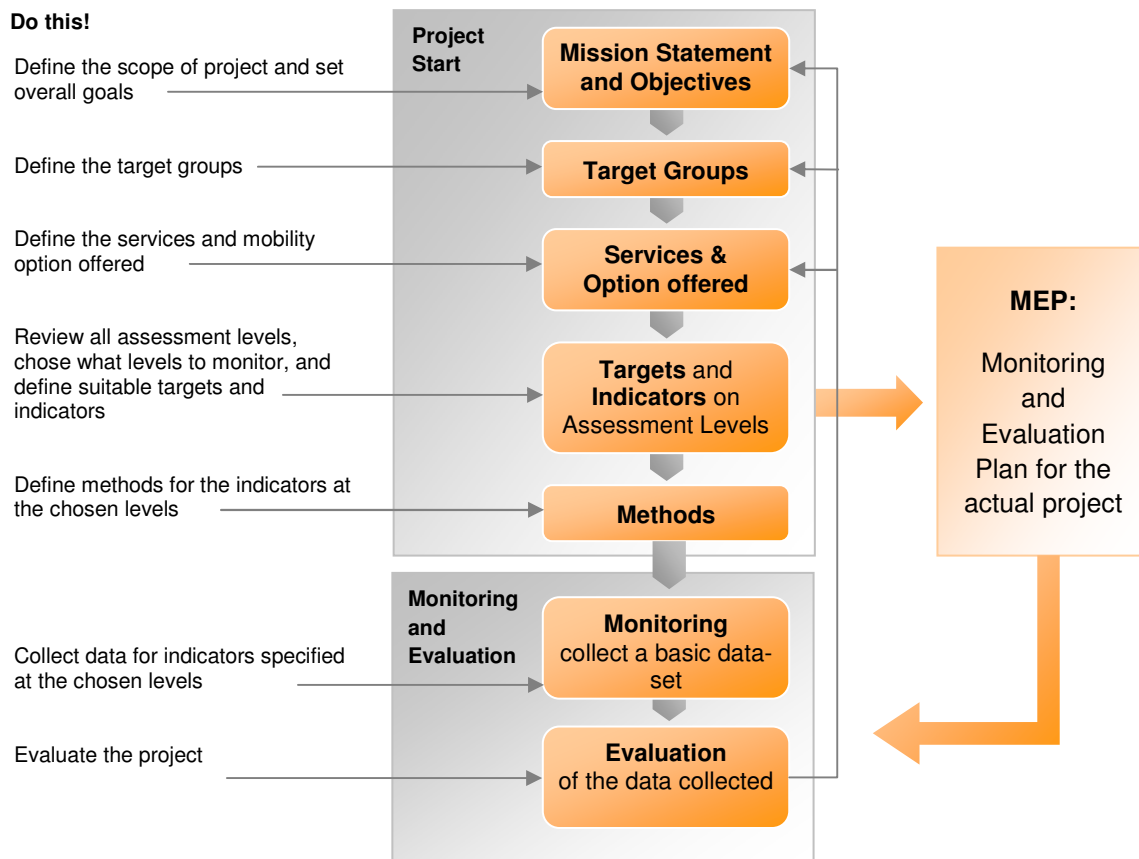 Do this!
Define the scope of project and set
overall goals
Define the target groups
Define the services and mobility
option offered
Review all assessment levels,
chose what levels to monitor, and
define suitable targets and
indicators
Define methods for the indicators at
the chosen levels
Collect data for indicators specified
at the chosen levels
Evaluate the project
Project
Start
Mission Statement
and Objectives
Target Groups
Services &
Option offered
Targets and
Indicators on
Assessment Levels
Methods
Monitoring
and
Evaluation
Monitoring
collect a basic data-
set
Evaluation
of the data collected
MEP:
Monitoring
and
Evaluation
Plan for the
actual project